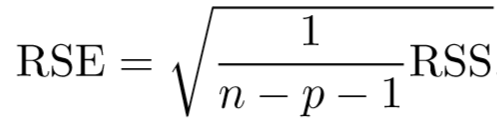 RSE = √(1/(n − p − 1) RSS).